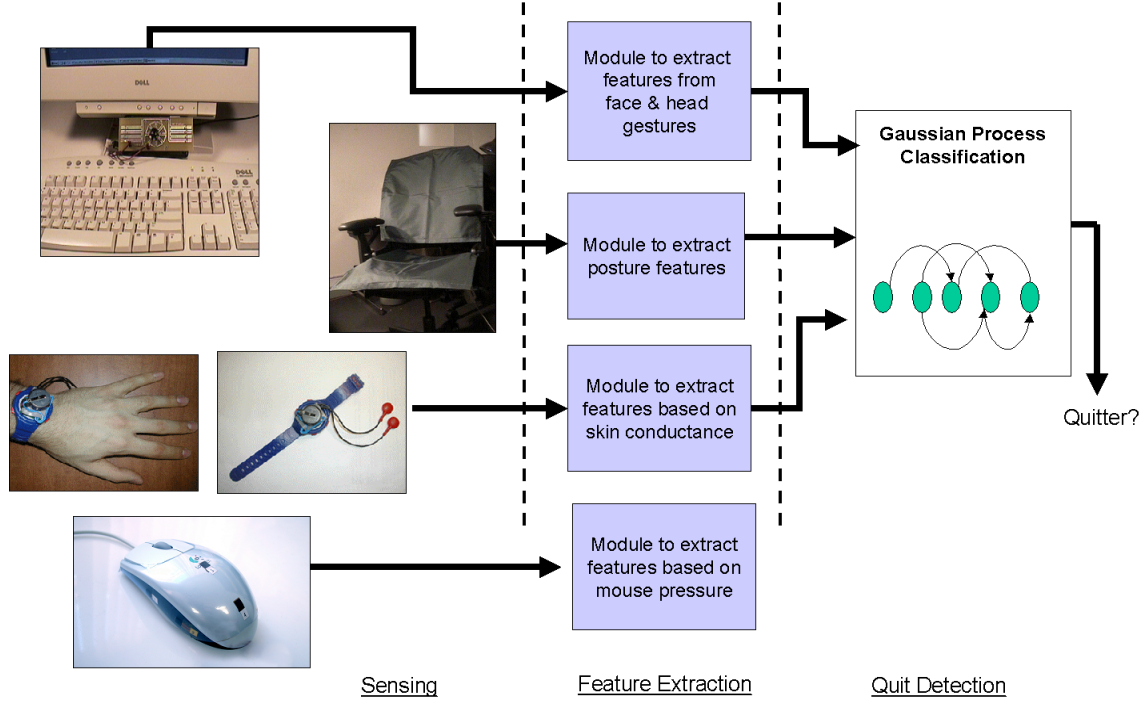 Module to extract
features from
face & head
gestures
Gaussian Process
Classification
DELL
DELL
Module to extract
posture features
Module to extract
features based on
skin conductance
Quitter?
Module to extract
features based on
mouse pressure
Sensing
Feature Extraction
Quit Detection